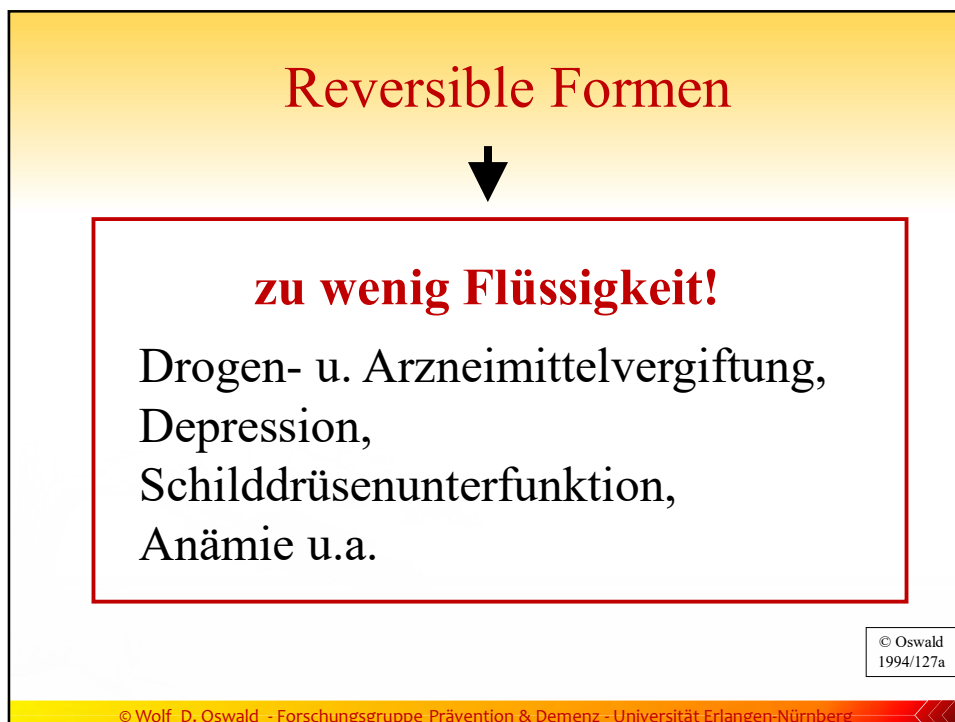 Reversible Formen
zu wenig Flüssigkeit!
Drogen- u. Arzneimittelvergiftung,
Depression,
Schilddrüsenunterfunktion,
Anämie u.a.
© Oswald
1994/127a
© Wolf D. Oswald - Forschungsgruppe Prävention & Demenz - Universität Erlangen-Nürnberg